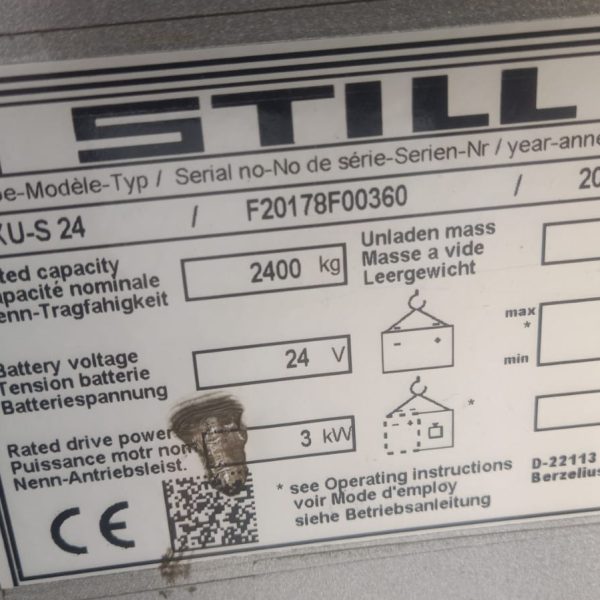 STILL
e-Modèle-Typ / Serial no-No de série-Serien-Nr / year-anné
XU-S 24 / F20178F00360 / 20
ted capacity
apacité nominale
enn-Tragfahigkeit
2400 kg
Unladen mass
Masse a vide
Leergewicht
Battery voltage
Tension batterie
Batteriespannung
24 V
max
*
min
Rated drive power
Puissance motr nom
Nenn-Antriebsleist.
3 kW
*
* see Operating instructions
voir Mode d'employ
siehe Betriebsanleitung
D-22113
Berzelius
CE